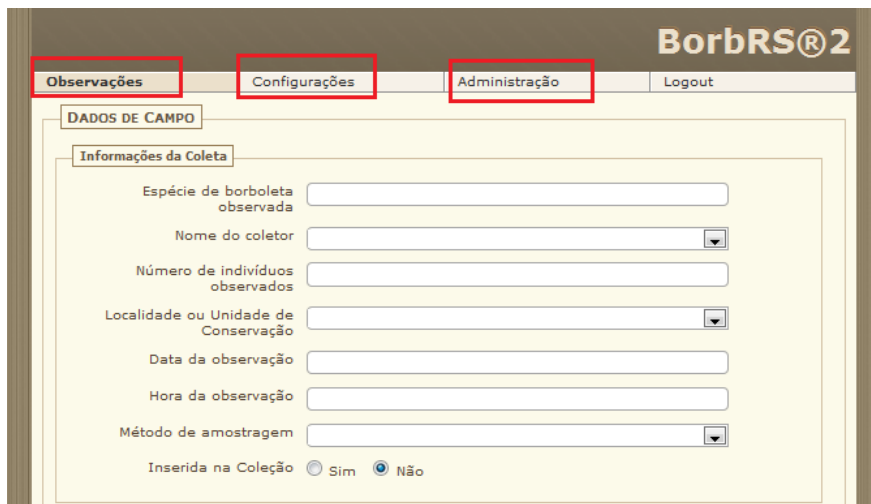 BorbRS®2
Observações Configurações Administração Logout
DADOS DE CAMPO
Informações da Coleta
Espécie de borboleta
observada
Nome do coletor
Número de indivíduos
observados
Localidade ou Unidade de
Conservação
Data da observação
Hora da observação
Método de amostragem
Inserida na Coleção Sim Não